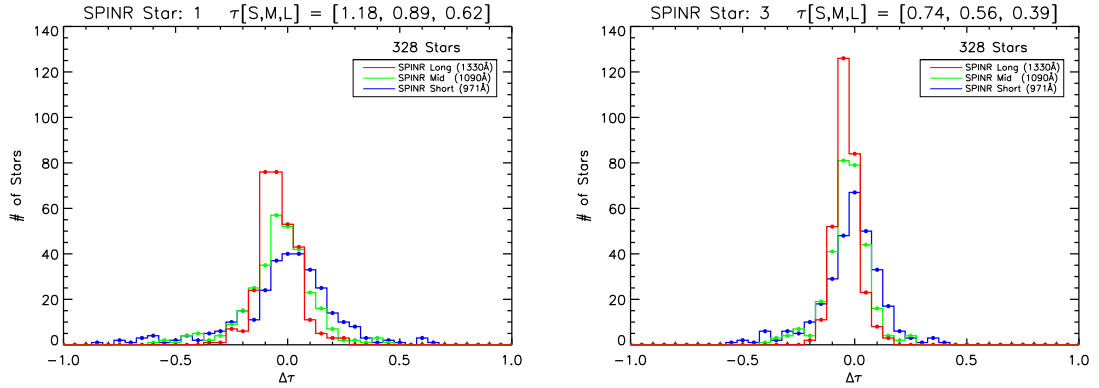 SPINR Star: 1 τ[S,M,L] = [1.18, 0.89, 0.62]
140
120
100
80
60
40
20
0
# of Stars
328 Stars
SPINR Long (1330Å)
SPINR Mid (1090Å)
SPINR Short (971Å)
-1.0 -0.5 0.0 0.5 1.0
Δτ
SPINR Star: 3 τ[S,M,L] = [0.74, 0.56, 0.39]
140
120
100
80
60
40
20
0
# of Stars
328 Stars
SPINR Long (1330Å)
SPINR Mid (1090Å)
SPINR Short (971Å)
-1.0 -0.5 0.0 0.5 1.0
Δτ